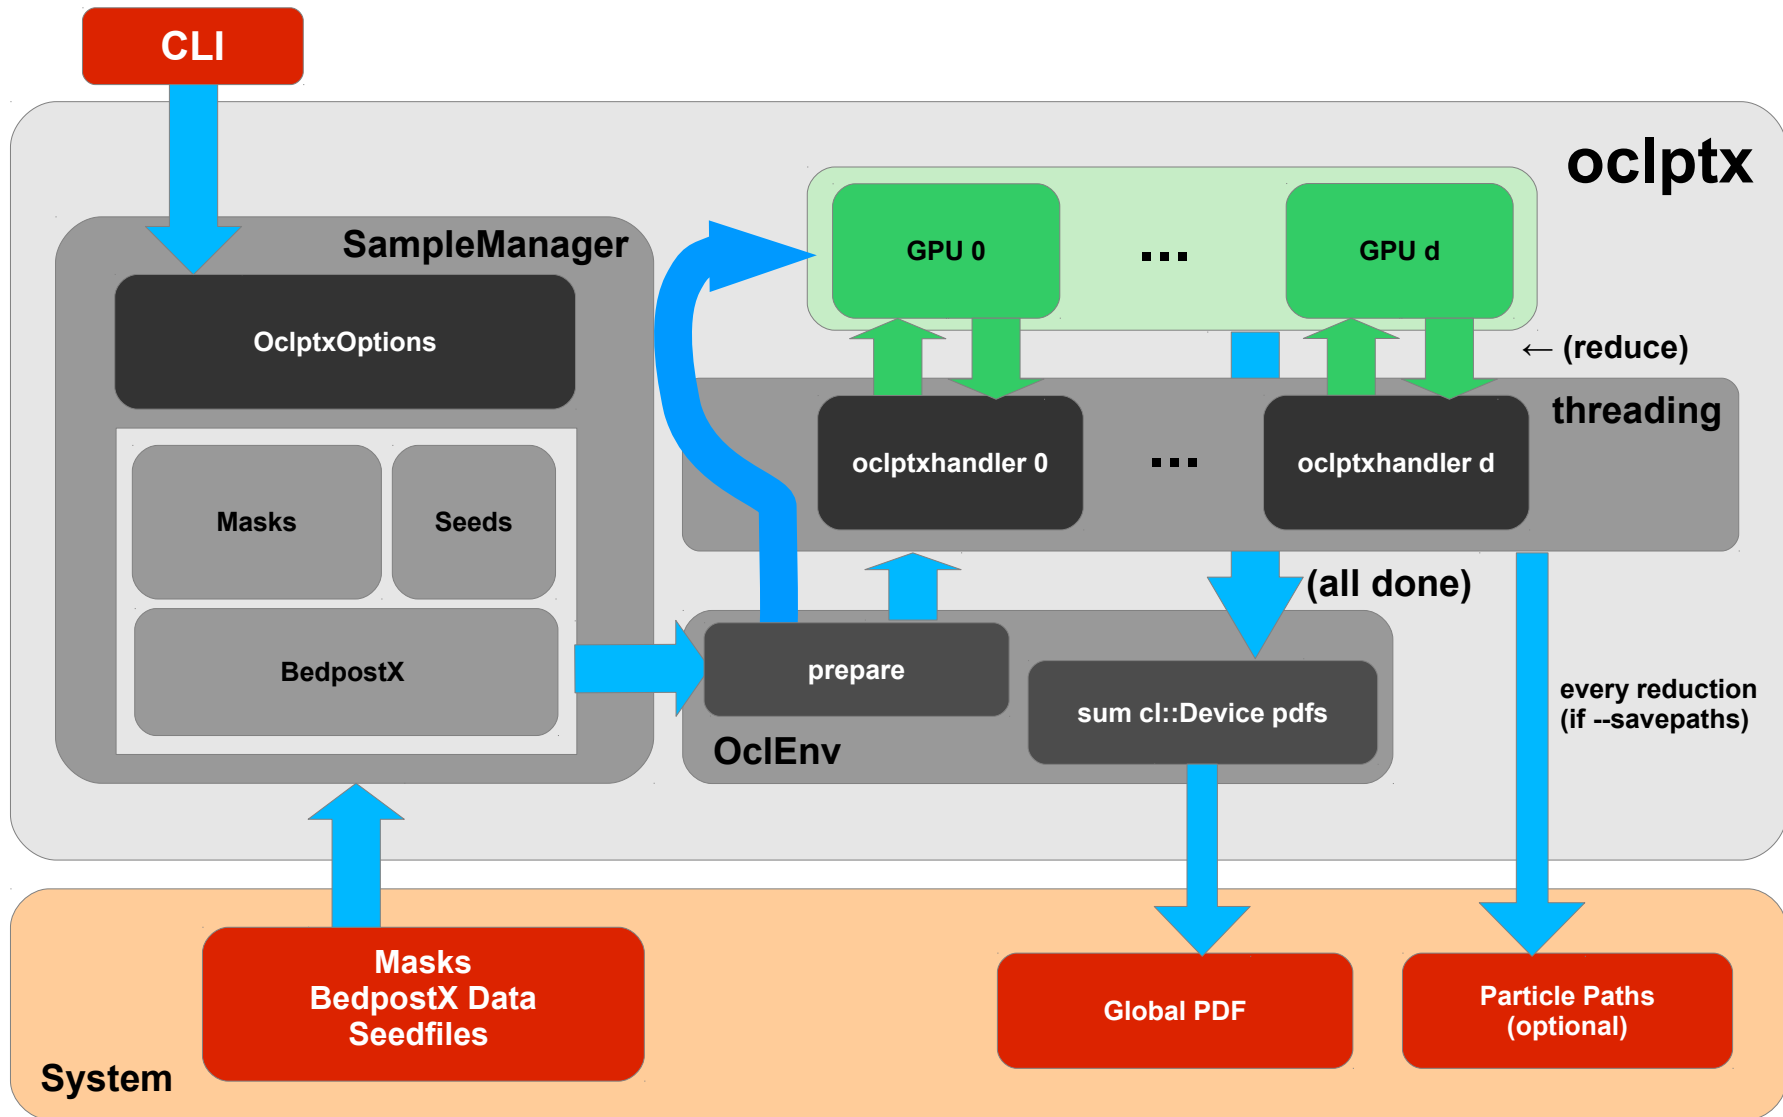 CLI
oclptx
SampleManager
GPU 0
...
GPU d
OclptxOptions
← (reduce)
threading
oclptxhandler 0
...
oclptxhandler d
Masks
Seeds
(all done)
BedpostX
prepare
sum cl::Device pdfs
every reduction
(if --savepaths)
OclEnv
Masks
BedpostX Data
Seedfiles
Global PDF
Particle Paths
(optional)
System